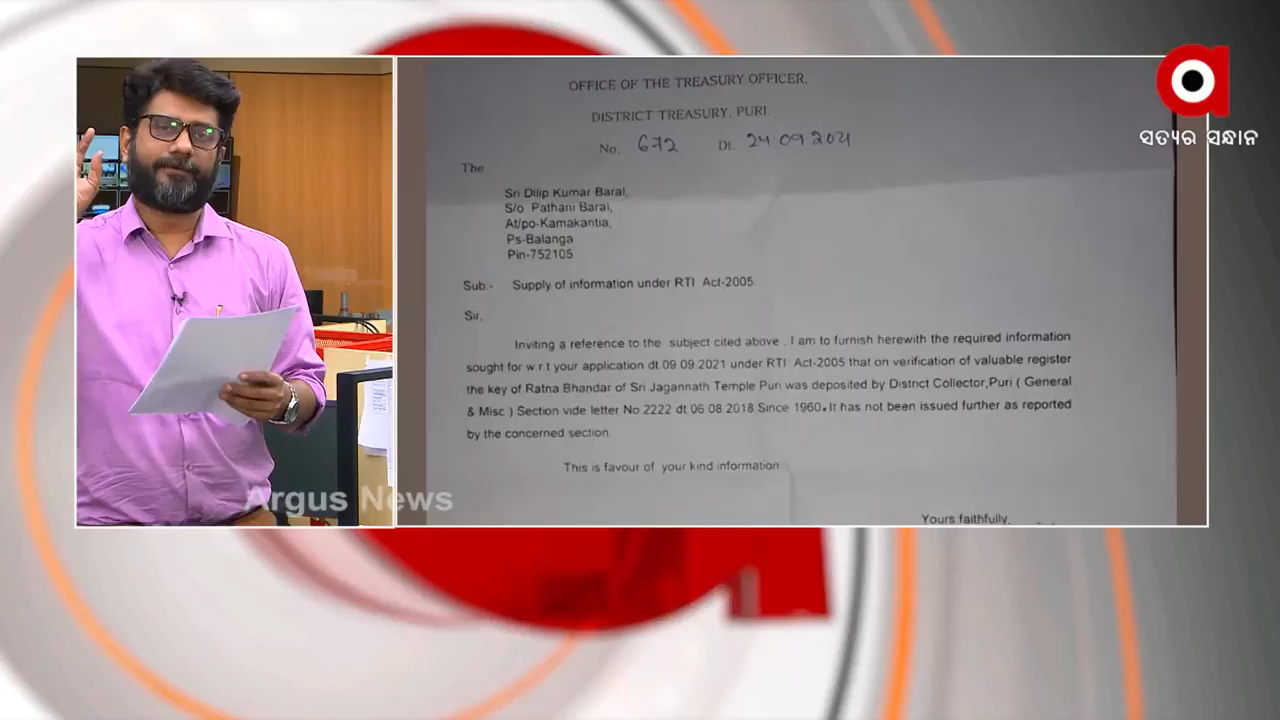 OFFICE OF THE TREASURY OFFICER.
DISTRICT TREASURY, PURI.
No. 672 Dt. 24.09.2021
The
Sri Dilip Kumar Baral,
S/o Pathani Baral,
At/po-Kamakantia,
Ps-Balanga
Pin-752105
Sub:- Supply of information under RTI Act-2005
Sir,
Inviting a reference to the subject cited above , I am to furnish herewith the required information
sought for w.r.t your application dt.09.09.2021 under RTI Act-2005 that on verification of valuable register
the key of Ratna Bhandar of Sri Jagannath Temple Puri was deposited by District Collector,Puri ( General
& Misc ) Section vide letter No.2222 dt.06.08.2018 Since 1960.It has not been issued further as reported
by the concerned section.
This is favour of your kind information
Yours faithfully,
ସତ୍ୟର ସନ୍ଧାନ
Argus News